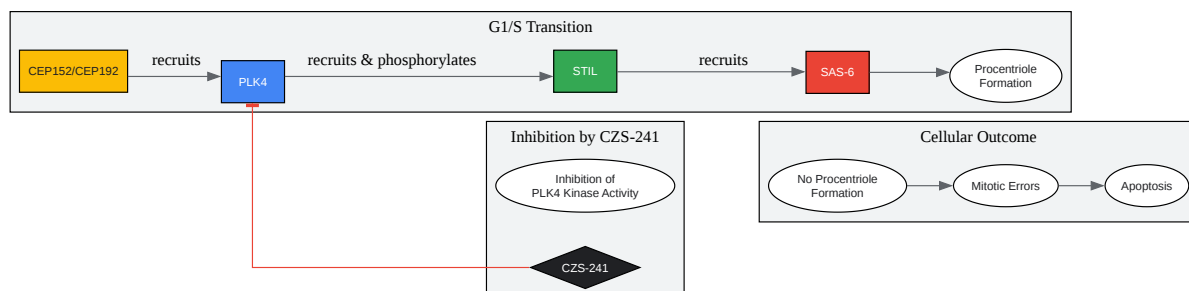 G1/S Transition
CEP152/CEP192
recruits
PLK4
recruits & phosphorylates
STIL
recruits
SAS-6
Procentriole
Formation
Inhibition by CZS-241
Inhibition of
PLK4 Kinase Activity
CZS-241
Cellular Outcome
No Procentriole
Formation
Mitotic Errors
Apoptosis